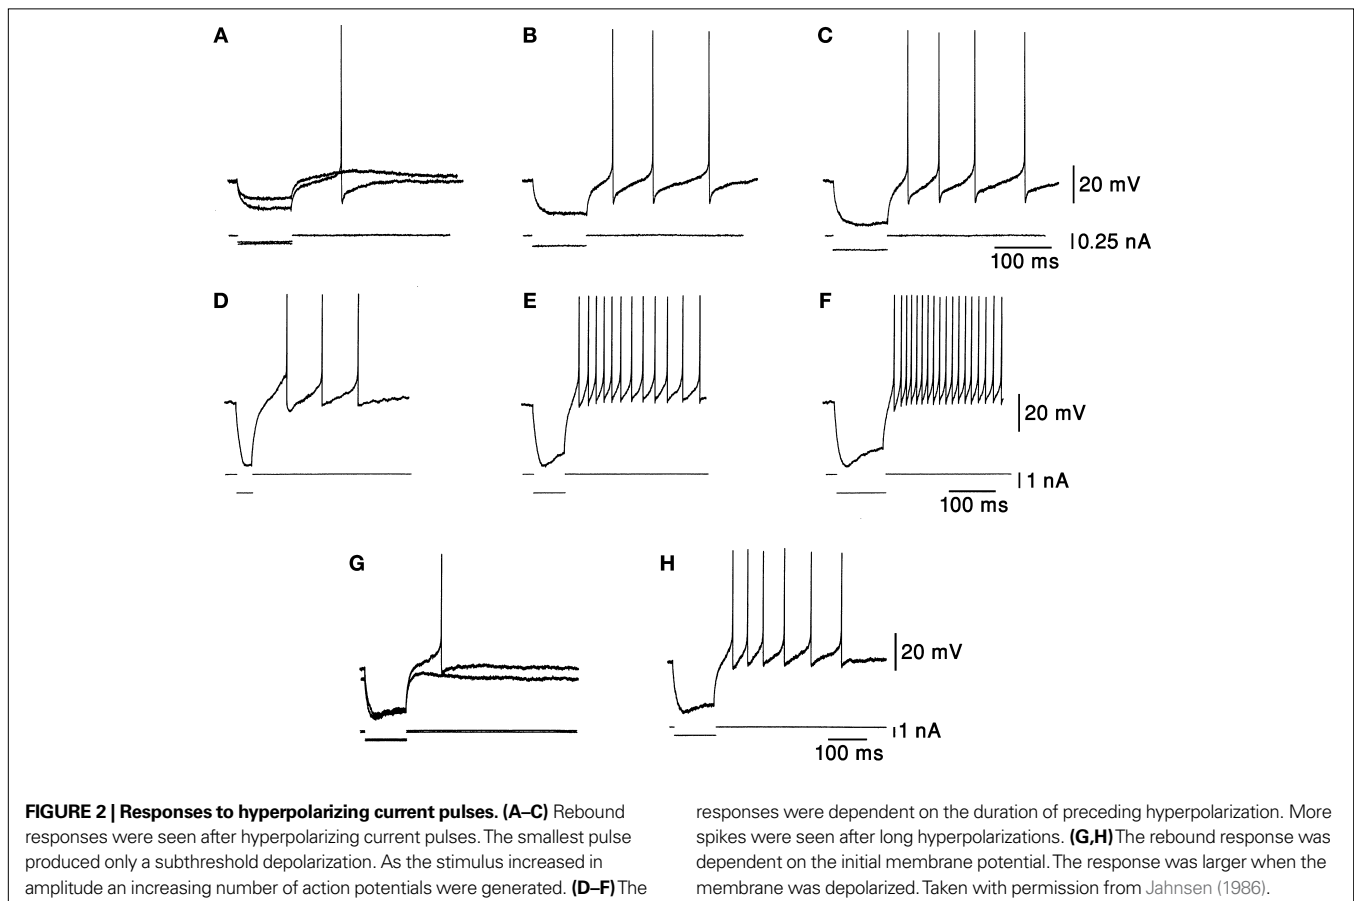 A
B
C
20 mV
0.25 nA
100 ms
D
E
F
20 mV
1 nA
100 ms
G
H
20 mV
1 nA
100 ms
FIGURE 2 | Responses to hyperpolarizing current pulses. (A–C) Rebound
responses were seen after hyperpolarizing current pulses. The smallest pulse
produced only a subthreshold depolarization. As the stimulus increased in
amplitude an increasing number of action potentials were generated. (D–F) The
responses were dependent on the duration of preceding hyperpolarization. More
spikes were seen after long hyperpolarizations. (G,H) The rebound response was
dependent on the initial membrane potential. The response was larger when the
membrane was depolarized. Taken with permission from Jahnsen (1986).